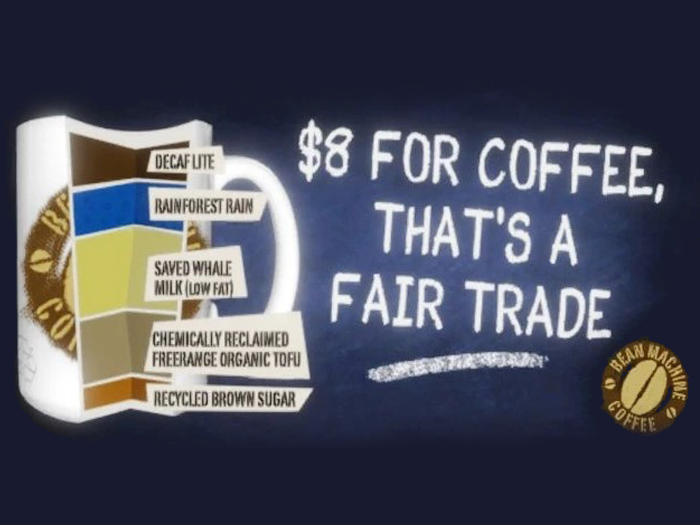 DECAF LITE
RAINFOREST RAIN
SAVED WHALE
MILK (LOW FAT)
CHEMICALLY RECLAIMED
FREERANGE ORGANIC TOFU
RECYCLED BROWN SUGAR
$8 FOR COFFEE,
THAT'S A
FAIR TRADE
BEAN MACHINE
COFFEE